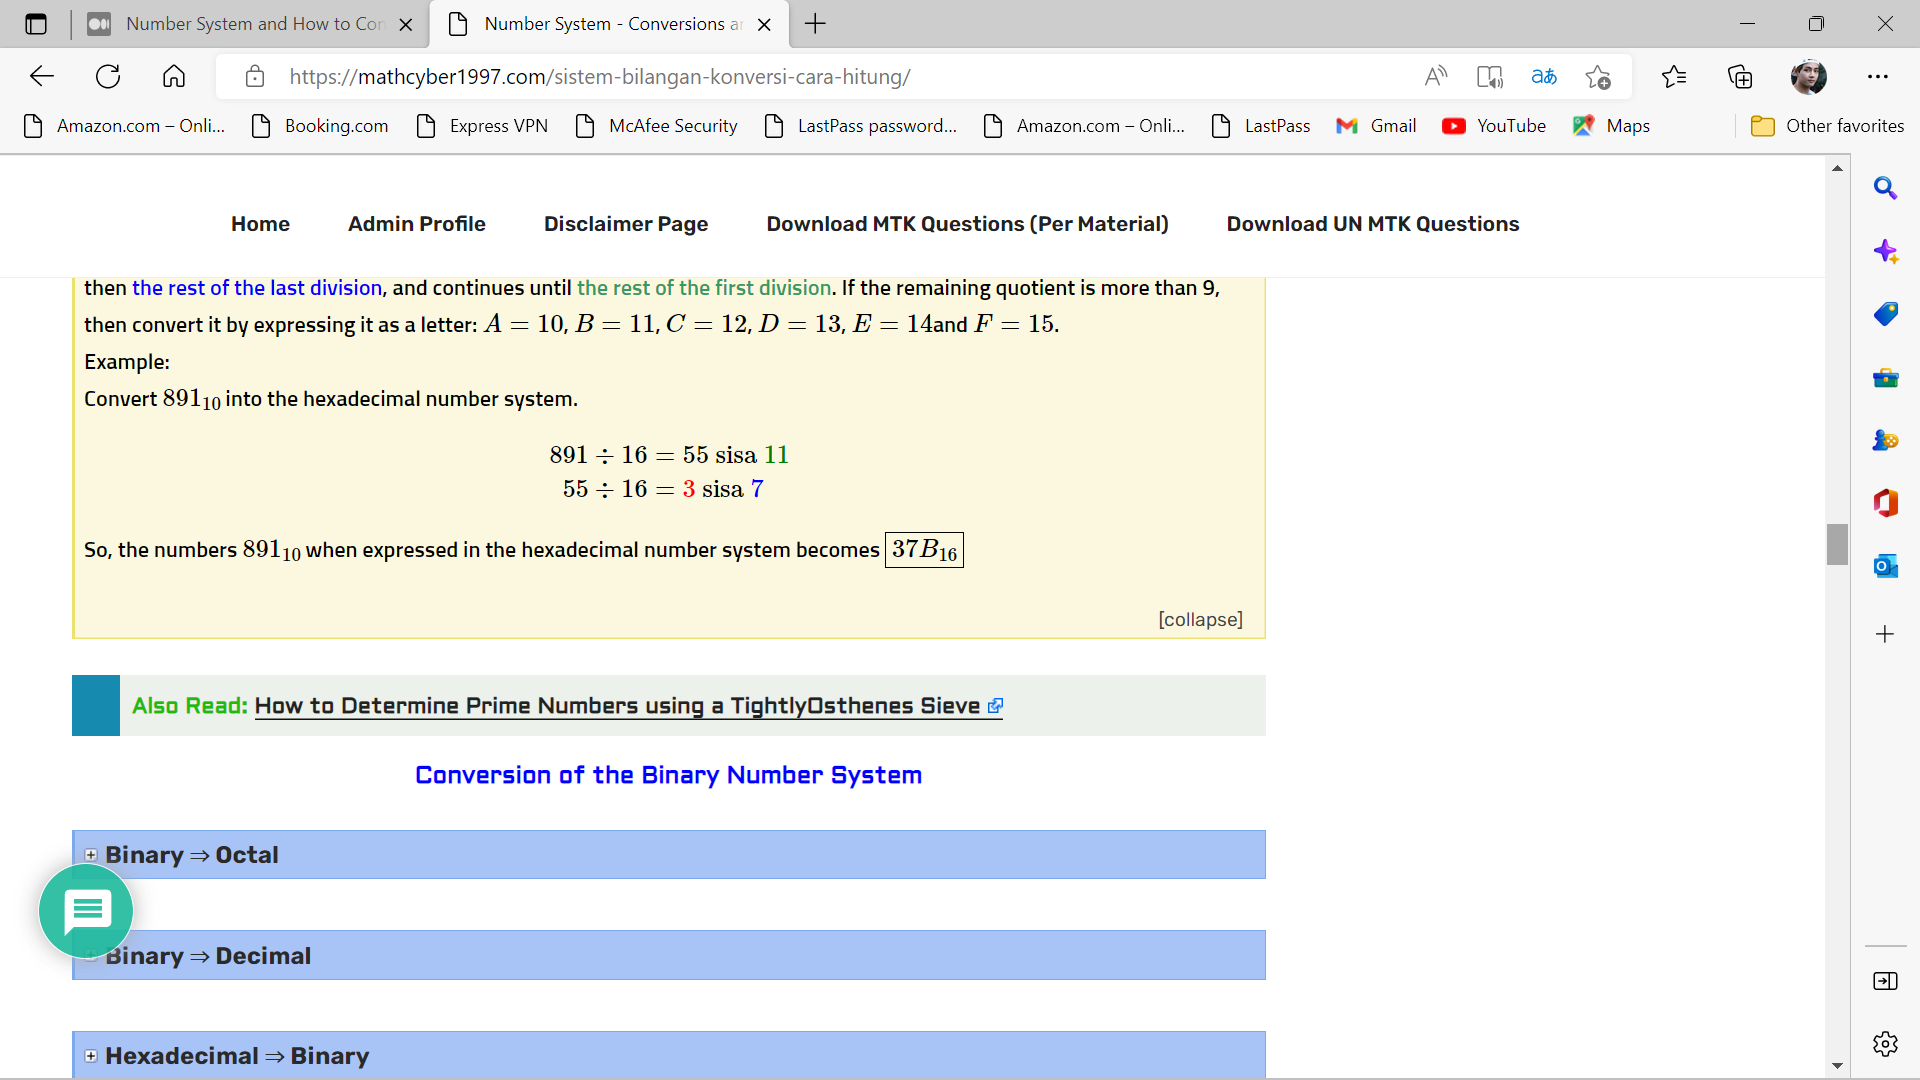 Number System and How to Con
Number System - Conversions ar
https://mathcyber1997.com/sistem-bilangan-konversi-cara-hitung/
Amazon.com – Onli...
Booking.com
Express VPN
McAfee Security
LastPass password...
Amazon.com – Onli...
LastPass
Gmail
YouTube
Maps
Other favorites
Home
Admin Profile
Disclaimer Page
Download MTK Questions (Per Material)
Download UN MTK Questions
then the rest of the last division, and continues until the rest of the first division. If the remaining quotient is more than 9,
then convert it by expressing it as a letter: A = 10, B = 11, C = 12, D = 13, E = 14and F = 15.
Example:
Convert 891₁₀ into the hexadecimal number system.
891 ÷ 16 = 55 sisa 11
55 ÷ 16 = 3 sisa 7
So, the numbers 891₁₀ when expressed in the hexadecimal number system becomes 37B₁₆
[collapse]
Also Read: How to Determine Prime Numbers using a TightlyOsthenes Sieve
Conversion of the Binary Number System
Binary ⇒ Octal
Binary ⇒ Decimal
Hexadecimal ⇒ Binary